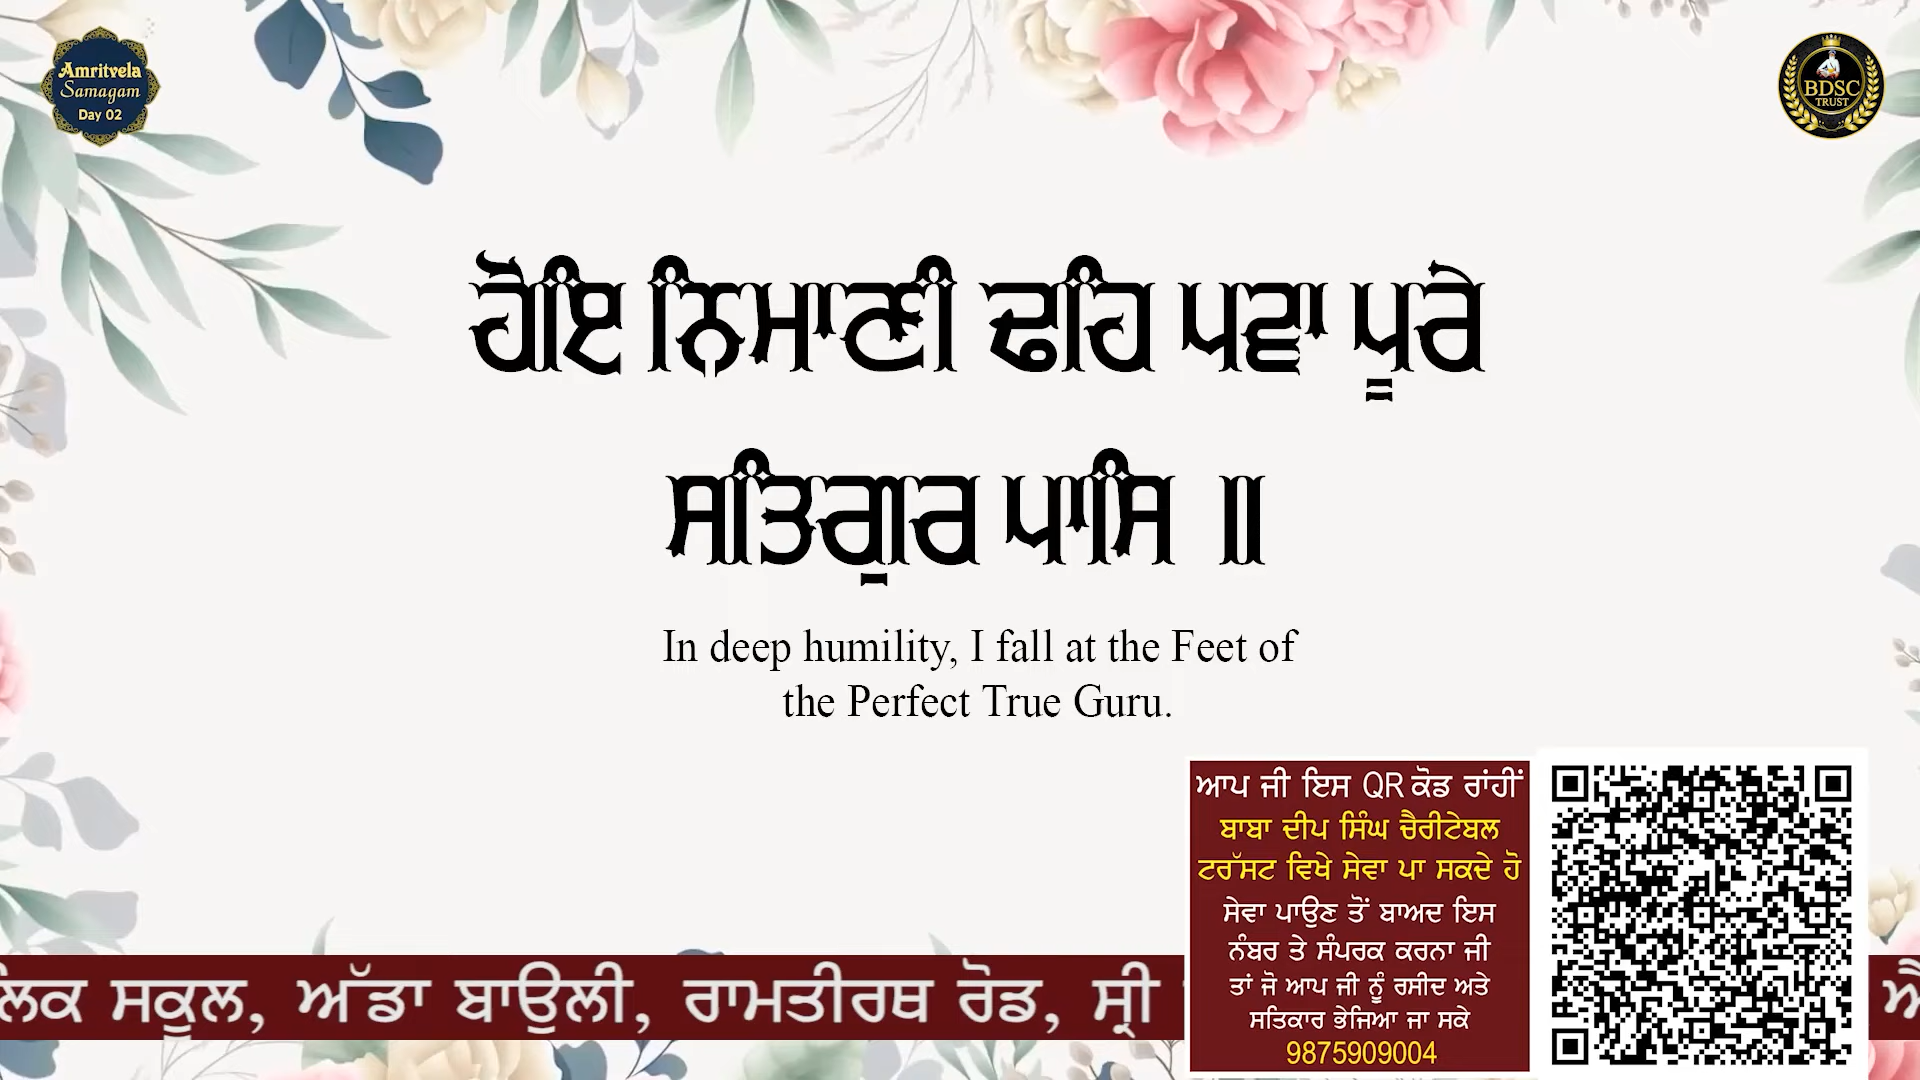 Amritvela
Samagam
Day 02
BDSC
TRUST
ਹੋਇ ਨਿਮਾਣੀ ਢਹਿ ਪਵਾ ਪੂਰੇ
ਸਤਿਗੁਰ ਪਾਸਿ ॥
In deep humility, I fall at the Feet of
the Perfect True Guru.
ਆਪ ਜੀ ਇਸ QR ਕੋਡ ਰਾਂਹੀਂ
ਬਾਬਾ ਦੀਪ ਸਿੰਘ ਚੈਰੀਟੇਬਲ
ਟਰੱਸਟ ਵਿਖੇ ਸੇਵਾ ਪਾ ਸਕਦੇ ਹੋ
ਸੇਵਾ ਪਾਉਣ ਤੋਂ ਬਾਅਦ ਇਸ
ਨੰਬਰ ਤੇ ਸੰਪਰਕ ਕਰਨਾ ਜੀ
ਤਾਂ ਜੋ ਆਪ ਜੀ ਨੂੰ ਰਸੀਦ ਅਤੇ
ਸਤਿਕਾਰ ਭੇਜਿਆ ਜਾ ਸਕੇ
9875909004
ਲਿਕ ਸਕੂਲ, ਅੱਡਾ ਬਾਉਲੀ, ਰਾਮਤੀਰਥ ਰੋਡ, ਸ੍ਰੀ